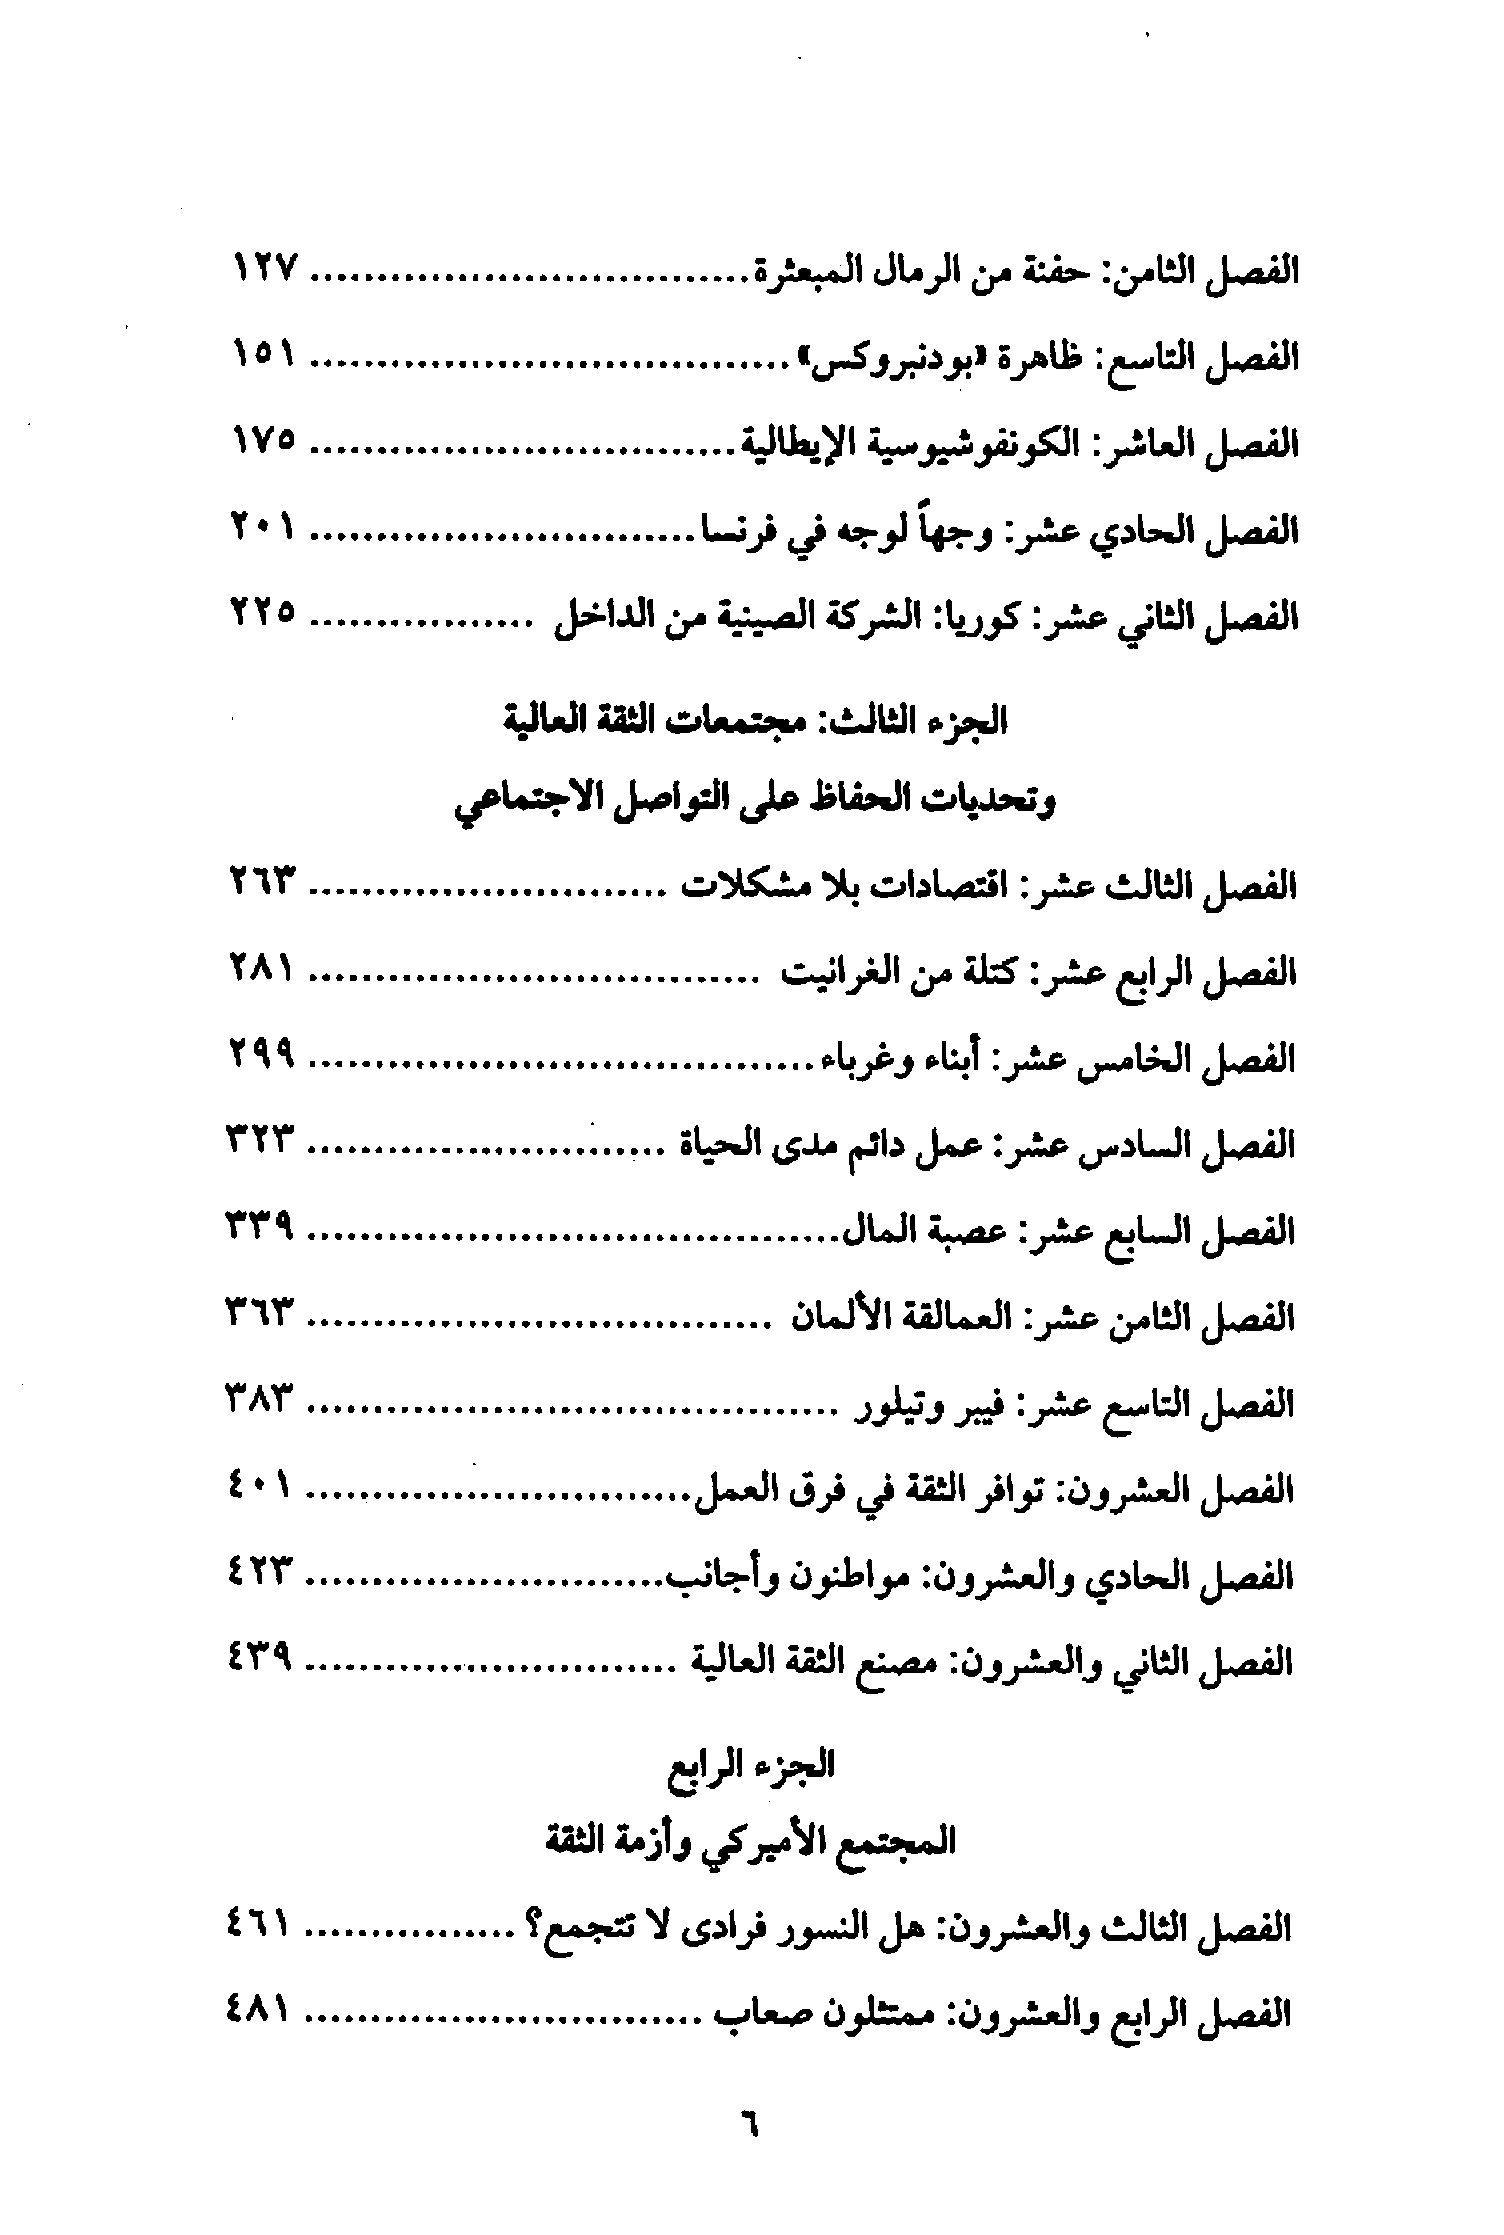 الفصل الثامن: حفنة من الرمال المبعثرة ................................. ١٢٧
الفصل التاسع: ظاهرة «بودنبروكس» .................................... ١٥١
الفصل العاشر: الكونفوشيوسية الإيطالية ................................ ١٧٥
الفصل الحادي عشر: وجهاً لوجه في فرنسا ............................. ٢٠١
الفصل الثاني عشر: كوريا: الشركة الصينية من الداخل ................. ٢٢٥
الجزء الثالث: مجتمعات الثقة العالية
وتحديات الحفاظ على التواصل الاجتماعي
الفصل الثالث عشر: اقتصادات بلا مشكلات ........................... ٢٦٣
الفصل الرابع عشر: كتلة من الغرانيت .................................. ٢٨١
الفصل الخامس عشر: أبناء وغرباء ...................................... ٢٩٩
الفصل السادس عشر: عمل دائم مدى الحياة ........................... ٣٢٣
الفصل السابع عشر: عصبة المال ........................................ ٣٣٩
الفصل الثامن عشر: العمالقة الألمان ................................... ٣٦٣
الفصل التاسع عشر: فيبر وتيلور ........................................ ٣٨٣
الفصل العشرون: توافر الثقة في فرق العمل ............................. ٤٠١
الفصل الحادي والعشرون: مواطنون وأجانب ........................... ٤٢٣
الفصل الثاني والعشرون: مصنع الثقة العالية ............................ ٤٣٩
الجزء الرابع
المجتمع الأميركي وأزمة الثقة
الفصل الثالث والعشرون: هل النسور فرادى لا تتجمع؟ ................ ٤٦١
الفصل الرابع والعشرون: ممتثلون صعاب .............................. ٤٨١
٦